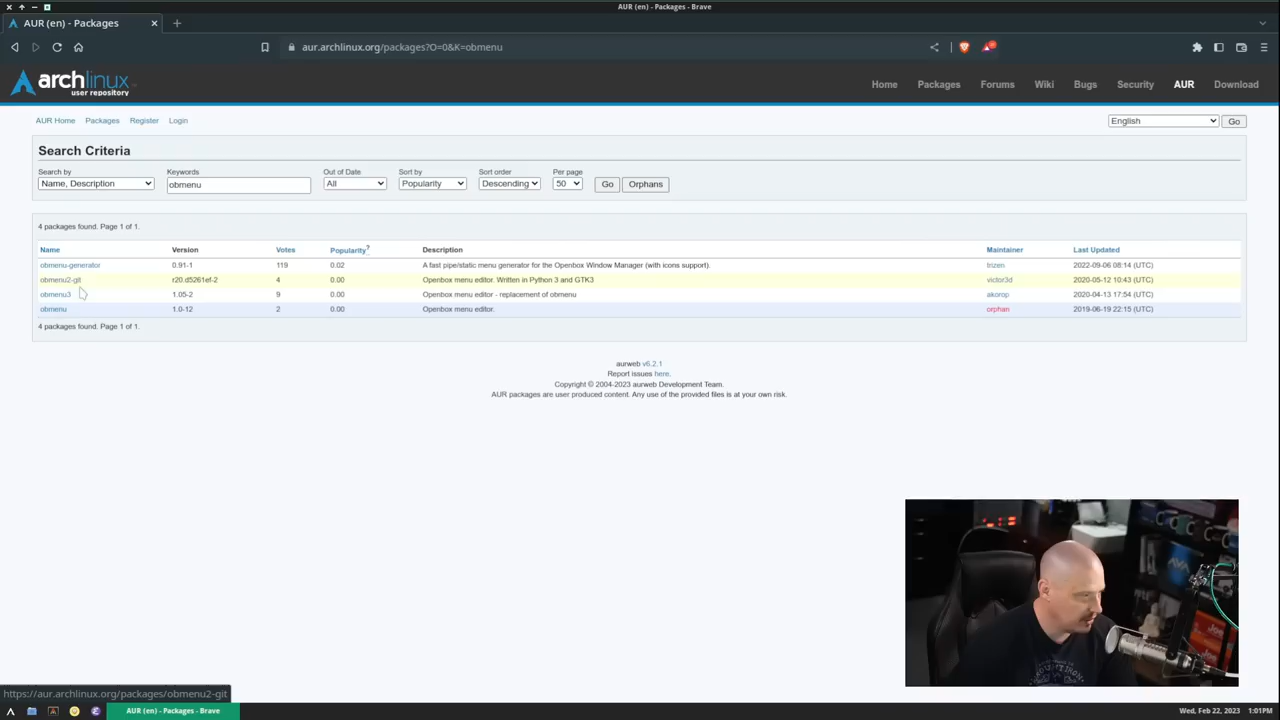 AUR (en) - Packages - Brave
AUR (en) - Packages
aur.archlinux.org/packages?O=0&K=obmenu
archlinux
user repository
Home Packages Forums Wiki Bugs Security AUR Download
AUR Home Packages Register Login
English Go
Search Criteria
Search by Keywords Out of Date Sort by Sort order Per page
Name, Description obmenu All Popularity Descending 50 Go Orphans
4 packages found. Page 1 of 1.
Name Version Votes Popularity? Description Maintainer Last Updated
obmenu-generator 0.91-1 119 0.02 A fast pipe/static menu generator for the Openbox Window Manager (with icons support). trizen 2022-09-06 08:14 (UTC)
obmenu2-git r20.d5261ef-2 4 0.00 Openbox menu editor. Written in Python 3 and GTK3 victor3d 2020-05-12 10:43 (UTC)
obmenu3 1.05-2 9 0.00 Openbox menu editor - replacement of obmenu akorop 2020-04-13 17:54 (UTC)
obmenu 1.0-12 2 0.00 Openbox menu editor. orphan 2019-06-19 22:15 (UTC)
4 packages found. Page 1 of 1.
aurweb v6.2.1
Report issues here.
Copyright © 2004-2023 aurweb Development Team.
AUR packages are user produced content. Any use of the provided files is at your own risk.
https://aur.archlinux.org/packages/obmenu2-git
AUR (en) - Packages - Brave
Wed, Feb 22, 2023 | 1:01PM